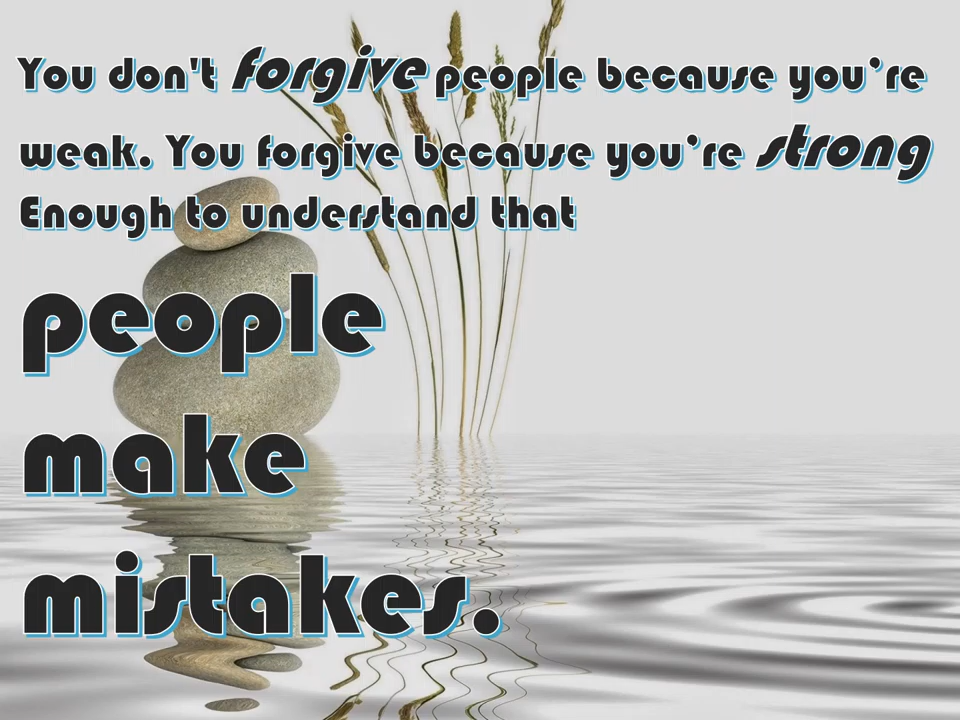 You don't forgive people because you’re
weak. You forgive because you’re strong
Enough to understand that
people
make
mistakes.